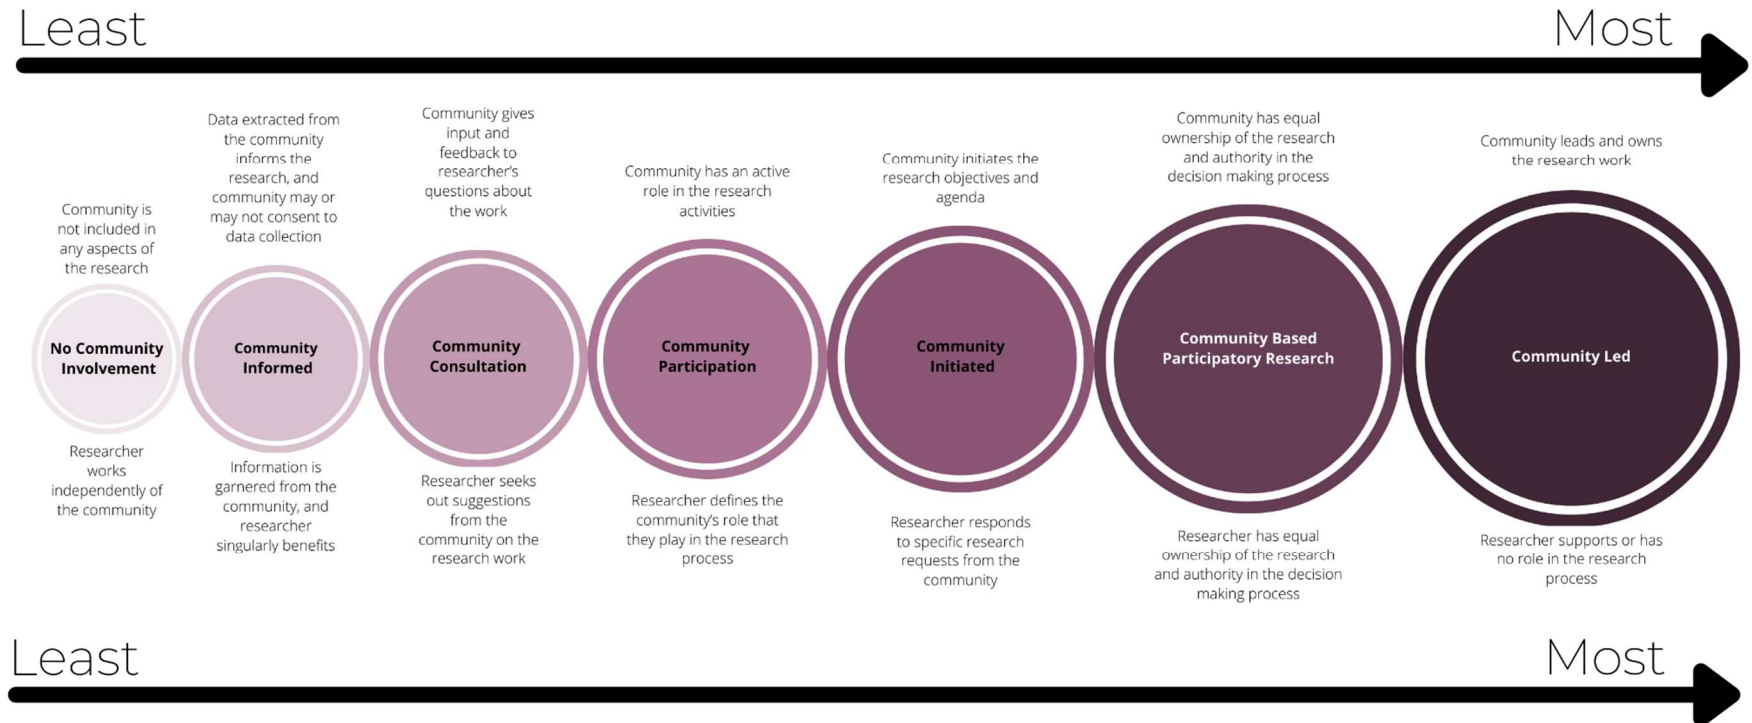 Least
Most
Community is
not included in
any aspects of
the research
No Community
Involvement
Researcher
works
independently of
the community
Data extracted from
the community
informs the
research, and
community may or
may not consent to
data collection
Community
Informed
Information is
garnered from the
community, and
researcher
singularly benefits
Community gives
input and
feedback to
researcher's
questions about
the work
Community
Consultation
Researcher seeks
out suggestions
from the
community on the
research work
Community has an active
role in the research
activities
Community
Participation
Researcher defines the
community's role that
they play in the research
process
Community initiates the
research objectives and
agenda
Community
Initiated
Researcher responds
to specific research
requests from the
community
Community has equal
ownership of the research
and authority in the
decision making process
Community Based
Participatory Research
Researcher has equal
ownership of the research
and authority in the decision
making process
Community leads and owns
the research work
Community Led
Researcher supports or has
no role in the research
process
Least
Most